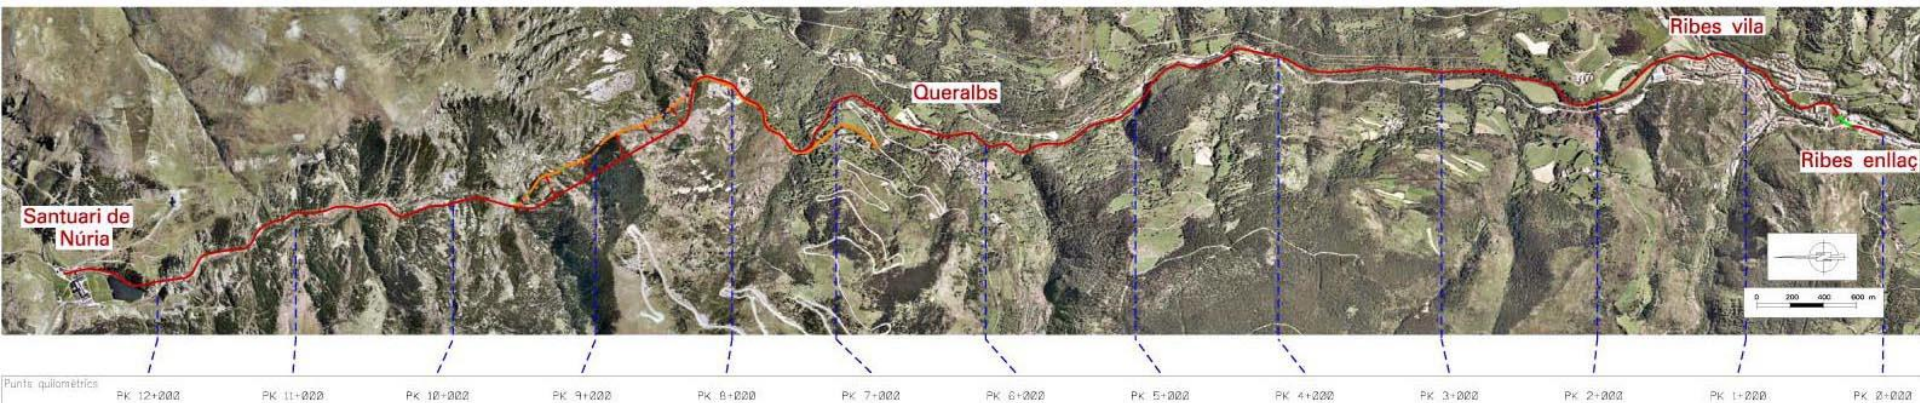 Ribes vila
Queralbs
Ribes enllaç
Santuari de
Núria
0 200 400 600 m
Punts quilomètrics
PK 12+000 PK 11+000 PK 10+000 PK 9+000 PK 8+000 PK 7+000 PK 6+000 PK 5+000 PK 4+000 PK 3+000 PK 2+000 PK 1+000 PK 0+000